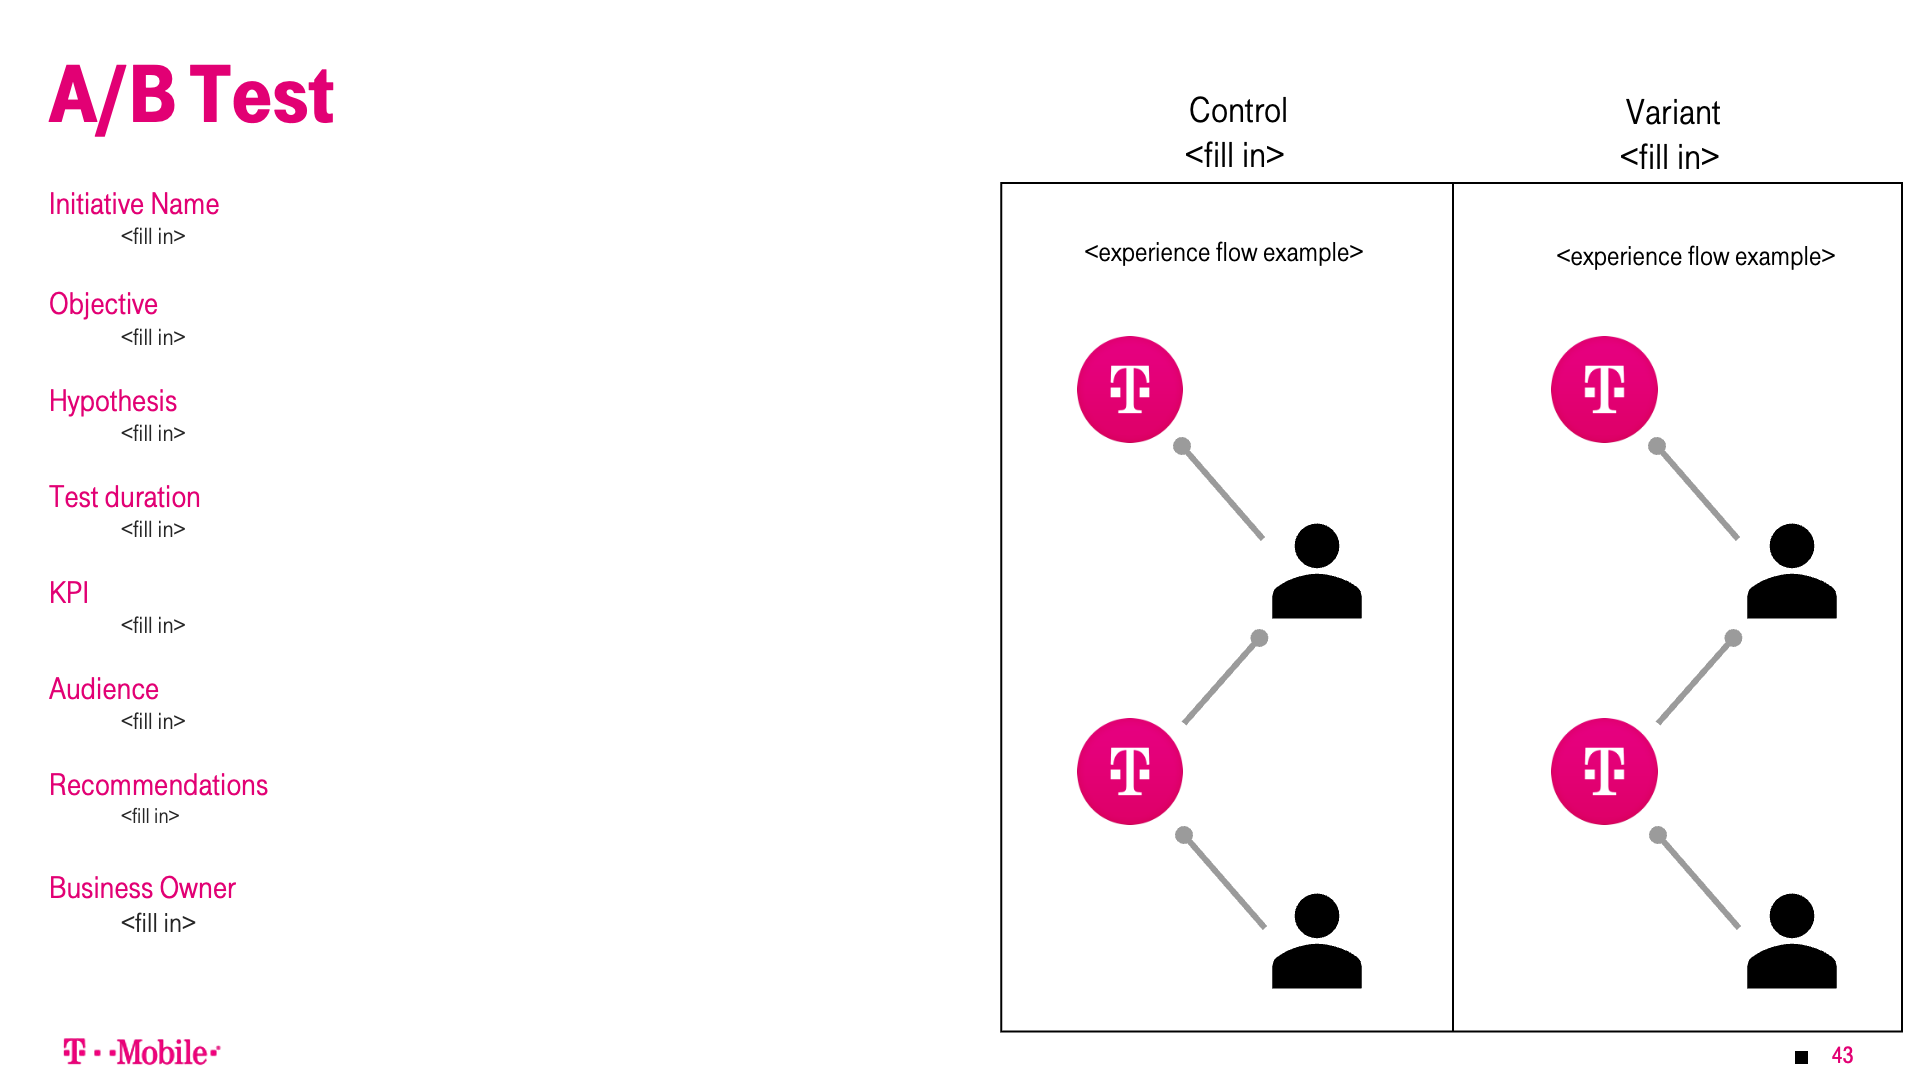 A/B Test
Initiative Name
<fill in>
Objective
<fill in>
Hypothesis
<fill in>
Test duration
<fill in>
KPI
<fill in>
Audience
<fill in>
Recommendations
<fill in>
Business Owner
<fill in>
Control
<fill in>
Variant
<fill in>
<experience flow example>
<experience flow example>
T
T
T
T
T··Mobile·
43